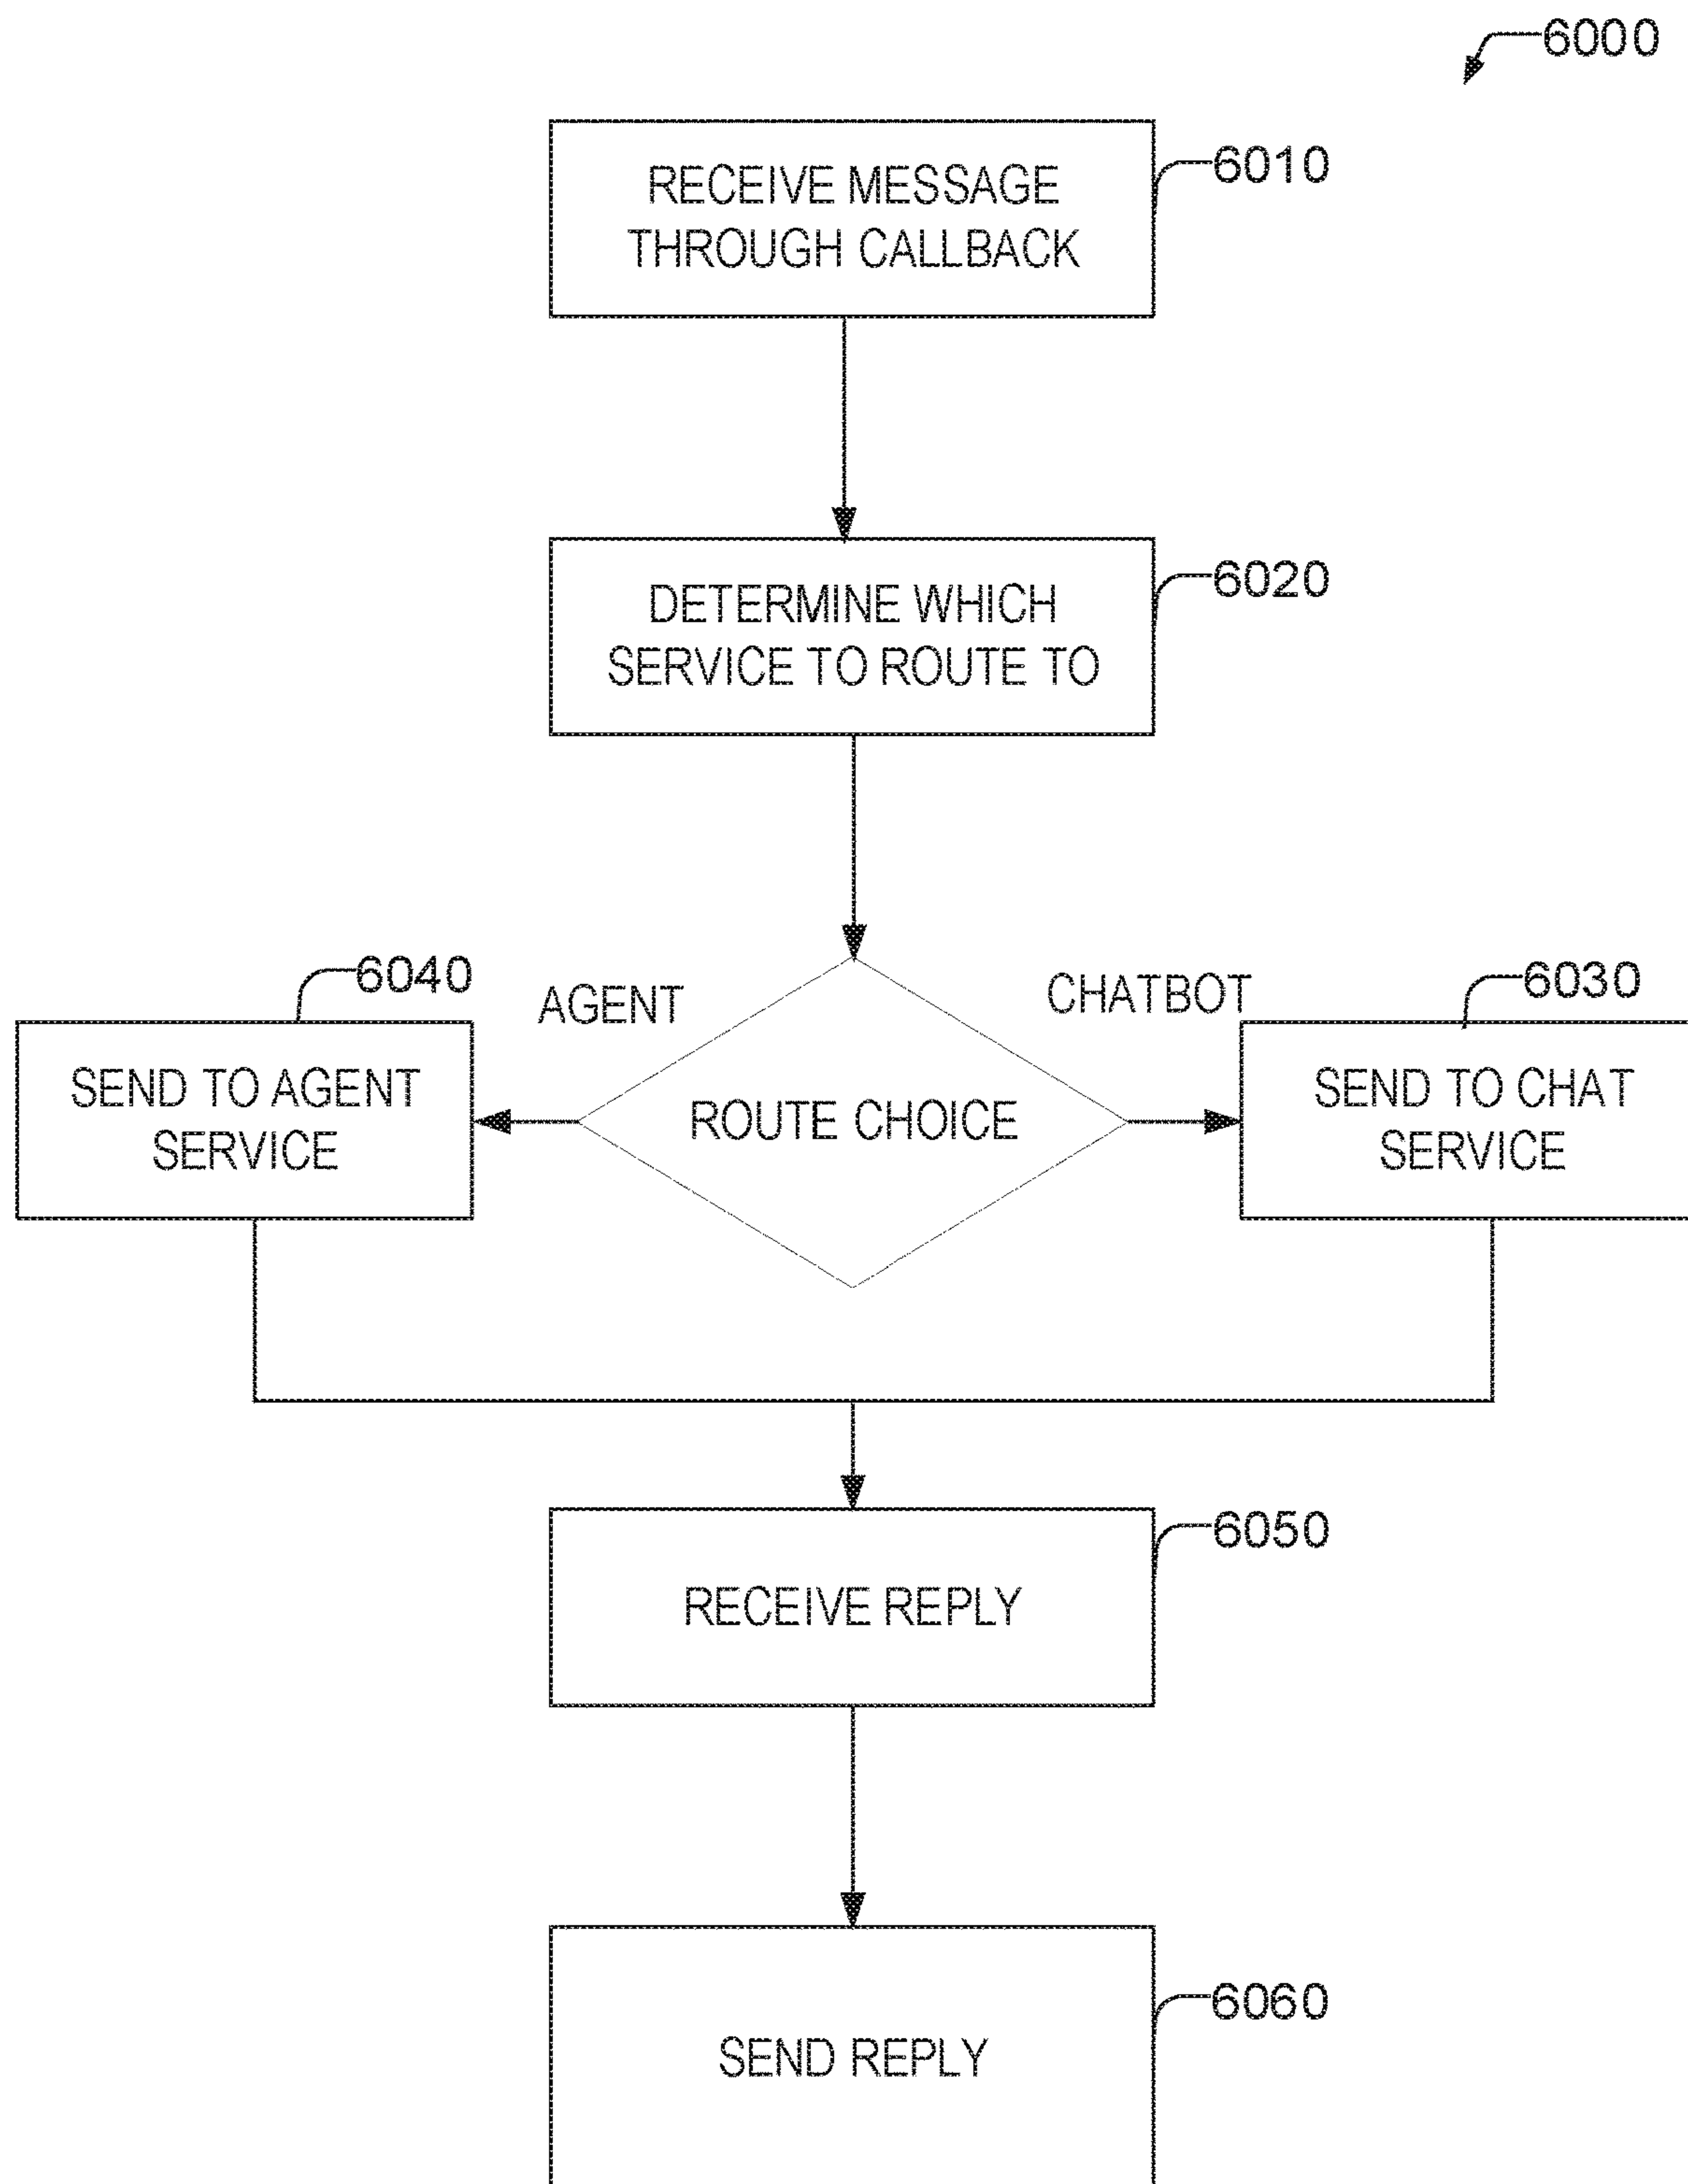 6000
RECEIVE MESSAGE
THROUGH CALLBACK
6010
DETERMINE WHICH
SERVICE TO ROUTE TO
6020
6040
AGENT
CHATBOT
6030
SEND TO AGENT
SERVICE
ROUTE CHOICE
SEND TO CHAT
SERVICE
6050
RECEIVE REPLY
6060
SEND REPLY